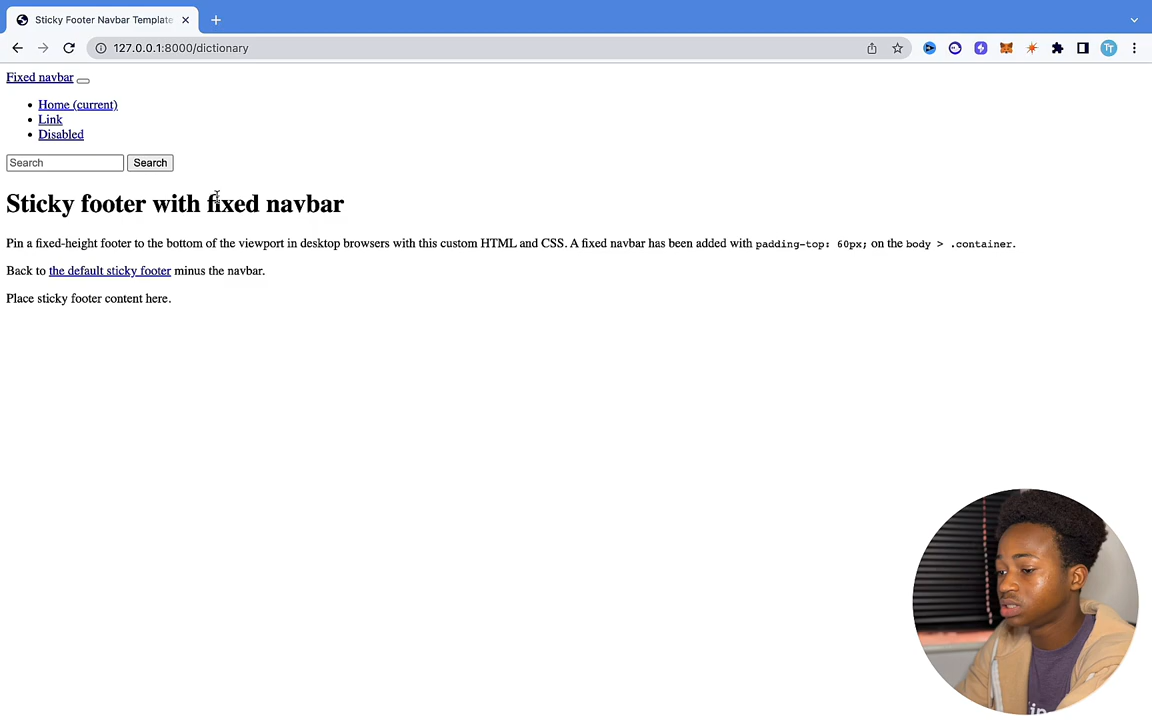 Sticky Footer Navbar Template
127.0.0.1:8000/dictionary
TT
Fixed navbar
Home (current)
Link
Disabled
Search Search
Sticky footer with fixed navbar
Pin a fixed-height footer to the bottom of the viewport in desktop browsers with this custom HTML and CSS. A fixed navbar has been added with padding-top: 60px; on the body > .container.
Back to the default sticky footer minus the navbar.
Place sticky footer content here.